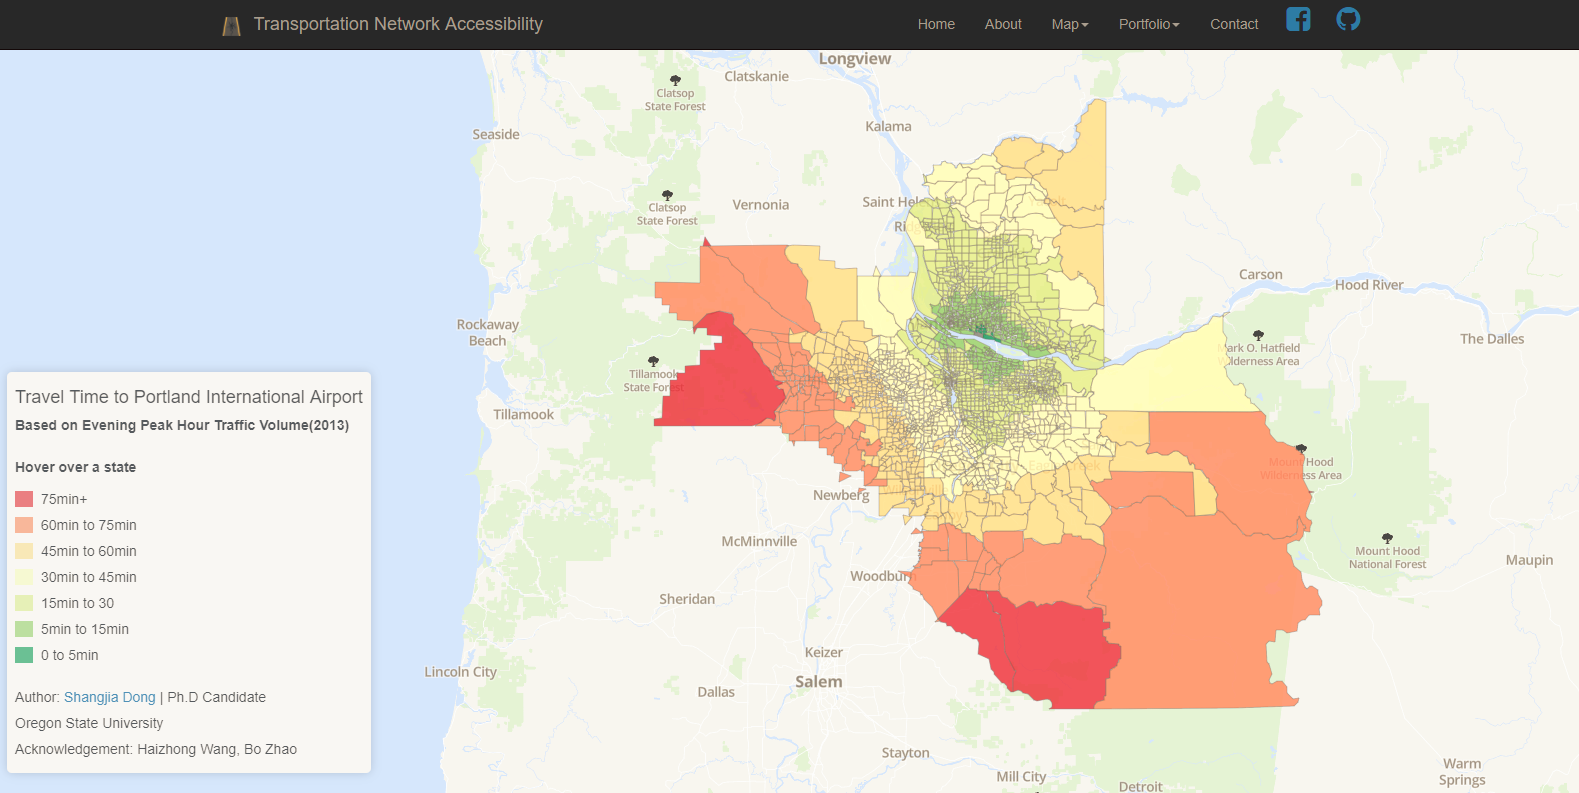 Transportation Network Accessibility
Home
About
Map
Portfolio
Contact
Longview
Clatskanie
Clatsop
State Forest
Kalama
Seaside
Clatsop
State Forest
Vernonia
Saint Hel
Rid
Carson
Hood River
Rockaway
Beach
The Dalles
Mark O. Hatfield
Wilderness Area
Tillamook
State Forest
Tillamook
Mount Hood
Wilderness Area
Newberg
McMinnville
Mount Hood
National Forest
Maupin
Woodburn
Sheridan
Keizer
Salem
Lincoln City
Dallas
Stayton
Mill City
Detroit
Warm
Springs
Travel Time to Portland International Airport
Based on Evening Peak Hour Traffic Volume(2013)
Hover over a state
75min+
60min to 75min
45min to 60min
30min to 45min
15min to 30
5min to 15min
0 to 5min
Author: Shangjia Dong | Ph.D Candidate
Oregon State University
Acknowledgement: Haizhong Wang, Bo Zhao